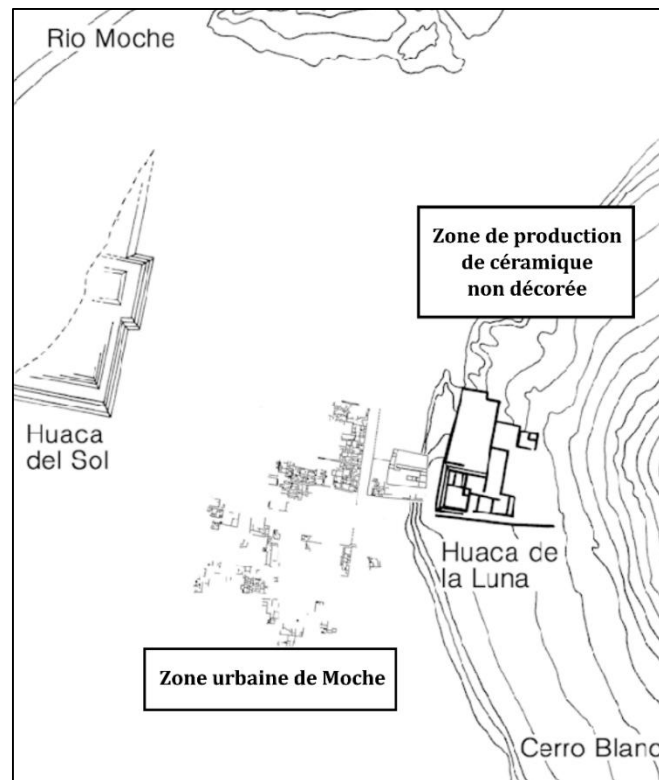 Rio Moche
Zone de production
de céramique
non décorée
Huaca
del Sol
Huaca de
la Luna
Zone urbaine de Moche
Cerro Blanc